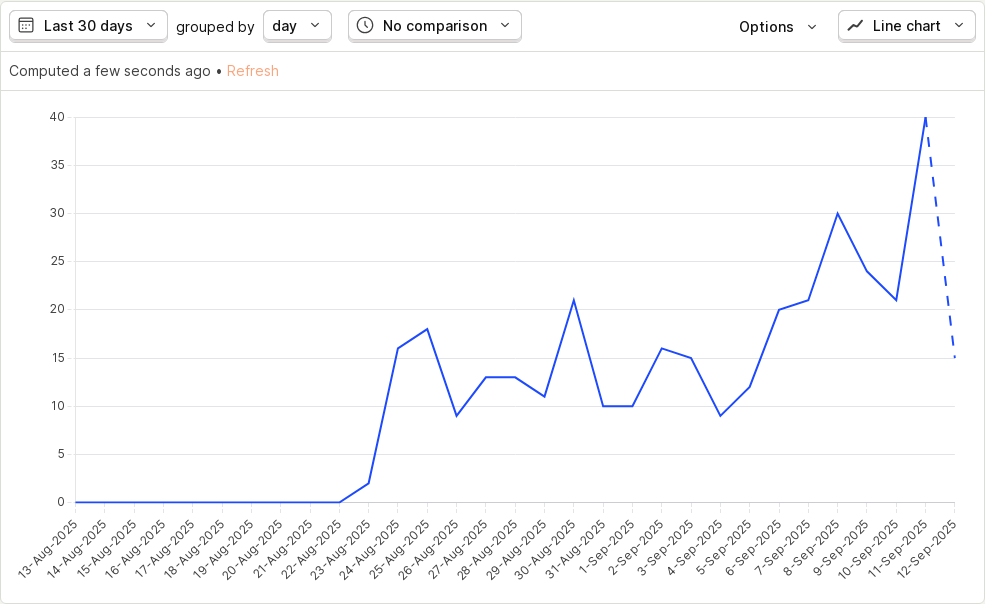 Last 30 days grouped by day No comparison Options Line chart
Computed a few seconds ago • Refresh
40
35
30
25
20
15
10
5
0
13-Aug-2025
14-Aug-2025
15-Aug-2025
16-Aug-2025
17-Aug-2025
18-Aug-2025
19-Aug-2025
20-Aug-2025
21-Aug-2025
22-Aug-2025
23-Aug-2025
24-Aug-2025
25-Aug-2025
26-Aug-2025
27-Aug-2025
28-Aug-2025
29-Aug-2025
30-Aug-2025
31-Aug-2025
1-Sep-2025
2-Sep-2025
3-Sep-2025
4-Sep-2025
5-Sep-2025
6-Sep-2025
7-Sep-2025
8-Sep-2025
9-Sep-2025
10-Sep-2025
11-Sep-2025
12-Sep-2025